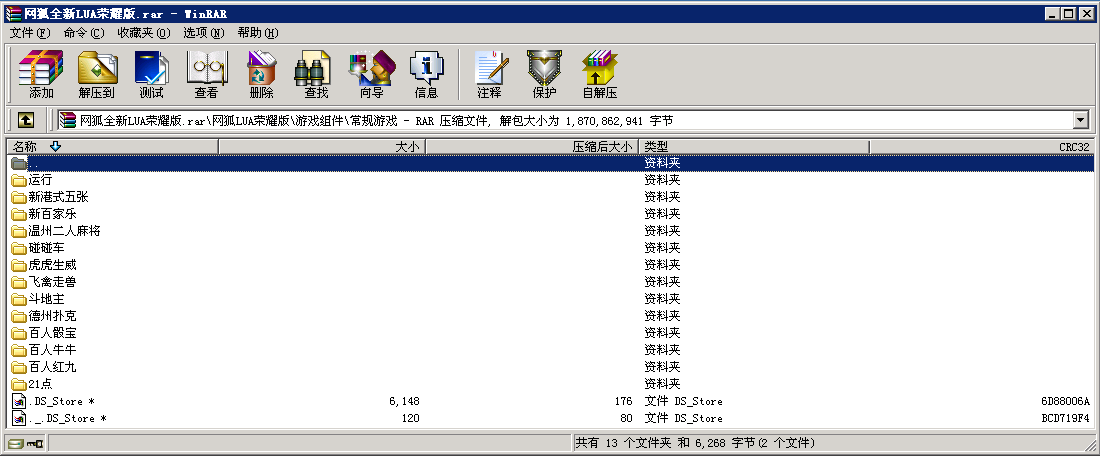 网狐全新LUA荣耀版.rar - WinRAR
文件(F) 命令(C) 收藏夹(O) 选项(N) 帮助(H)
添加 解压到 测试 查看 删除 查找 向导 信息 注释 保护 自解压
网狐全新LUA荣耀版.rar\网狐LUA荣耀版\游戏组件\常规游戏 - RAR 压缩文件, 解包大小为 1,870,862,941 字节
名称 大小 压缩后大小 类型 CRC32
.. 资料夹
运行 资料夹
新港式五张 资料夹
新百家乐 资料夹
温州二人麻将 资料夹
碰碰车 资料夹
虎虎生威 资料夹
飞禽走兽 资料夹
斗地主 资料夹
德州扑克 资料夹
百人骰宝 资料夹
百人牛牛 资料夹
百人红九 资料夹
21点 资料夹
.DS_Store * 6,148 176 文件 DS_Store 6D88006A
._.DS_Store * 120 80 文件 DS_Store BCD719F4
共有 13 个文件夹 和 6,268 字节(2 个文件)